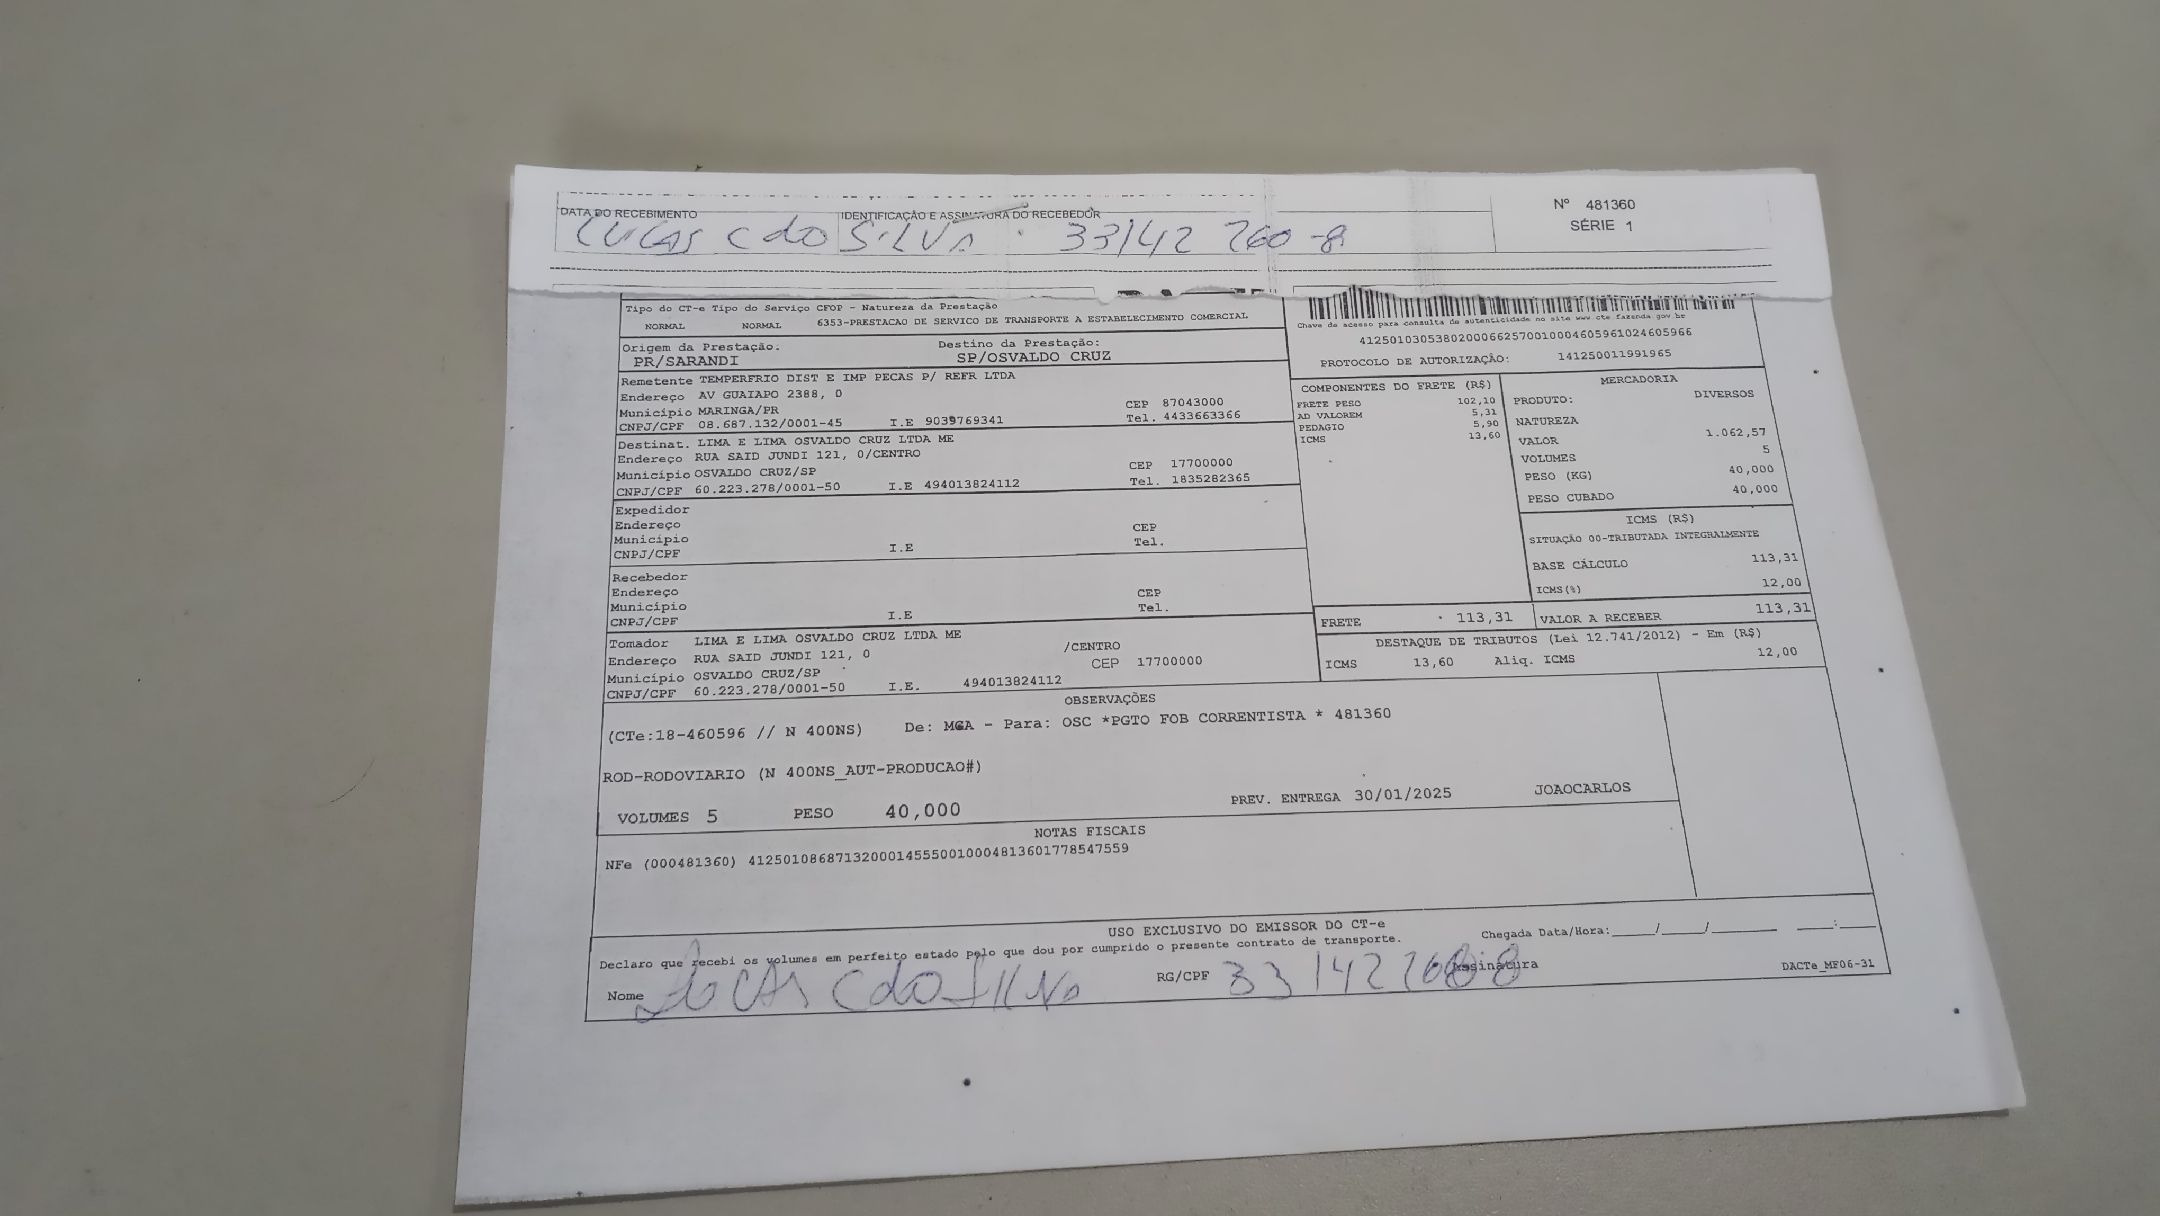 DATA DO RECEBIMENTO IDENTIFICAÇÃO E ASSINATURA DO RECEBEDOR
LUCAS C do SILVA . 33142 260-8
Nº 481360
SÉRIE 1
Tipo do CT-e Tipo do Serviço CFOP - Natureza da Prestação
NORMAL NORMAL 6353-PRESTACAO DE SERVICO DE TRANSPORTE A ESTABELECIMENTO COMERCIAL
Origem da Prestação: Destino da Prestação:
PR/SARANDI SP/OSVALDO CRUZ
Remetente TEMPERFRIO DIST E IMP PECAS P/ REFR LTDA
Endereço AV GUAIAPO 2388, 0
Município MARINGA/PR CEP 87043000
CNPJ/CPF 08.687.132/0001-45 I.E 9039769341 Tel. 4433663366
Destinat. LIMA E LIMA OSVALDO CRUZ LTDA ME
Endereço RUA SAID JUNDI 121, 0/CENTRO
Município OSVALDO CRUZ/SP CEP 17700000
CNPJ/CPF 60.223.278/0001-50 I.E 494013824112 Tel. 1835282365
Expedidor
Endereço
Município CEP
CNPJ/CPF I.E Tel.
Recebedor
Endereço
Município CEP
CNPJ/CPF I.E Tel.
Tomador LIMA E LIMA OSVALDO CRUZ LTDA ME
Endereço RUA SAID JUNDI 121, 0 /CENTRO
Município OSVALDO CRUZ/SP CEP 17700000
CNPJ/CPF 60.223.278/0001-50 I.E. 494013824112
Chave de acesso para consulta de autenticidade no site www cte fazenda gov br
41250103053802000662570010004605961024605966
PROTOCOLO DE AUTORIZAÇÃO: 141250011991965
COMPONENTES DO FRETE (R$)
FRETE PESO 102,10
AD VALOREM 5,31
PEDAGIO 5,90
ICMS 13,60
MERCADORIA
PRODUTO: DIVERSOS
NATUREZA
VALOR 1.062,57
VOLUMES 5
PESO (KG) 40,000
PESO CUBADO 40,000
ICMS (R$)
SITUAÇÃO 00-TRIBUTADA INTEGRALMENTE
BASE CÁLCULO 113,31
ICMS(%) 12,00
FRETE 113,31 VALOR A RECEBER 113,31
DESTAQUE DE TRIBUTOS (Lei 12.741/2012) - Em (R$)
ICMS 13,60 Aliq. ICMS 12,00
OBSERVAÇÕES
(CTe:18-460596 // N 400NS) De: MGA - Para: OSC *PGTO FOB CORRENTISTA * 481360
ROD-RODOVIARIO (N 400NS_AUT-PRODUCAO#)
VOLUMES 5 PESO 40,000 PREV. ENTREGA 30/01/2025 JOAOCARLOS
NOTAS FISCAIS
NFe (000481360) 41250108687132000145550010004813601778547559
USO EXCLUSIVO DO EMISSOR DO CT-e
Declaro que recebi os volumes em perfeito estado pelo que dou por cumprido o presente contrato de transporte. Chegada Data/Hora:____/____/______ ___:___
Nome LUCAS C do SILVA RG/CPF 33142260 8 Assinatura DACTe_MF06-31